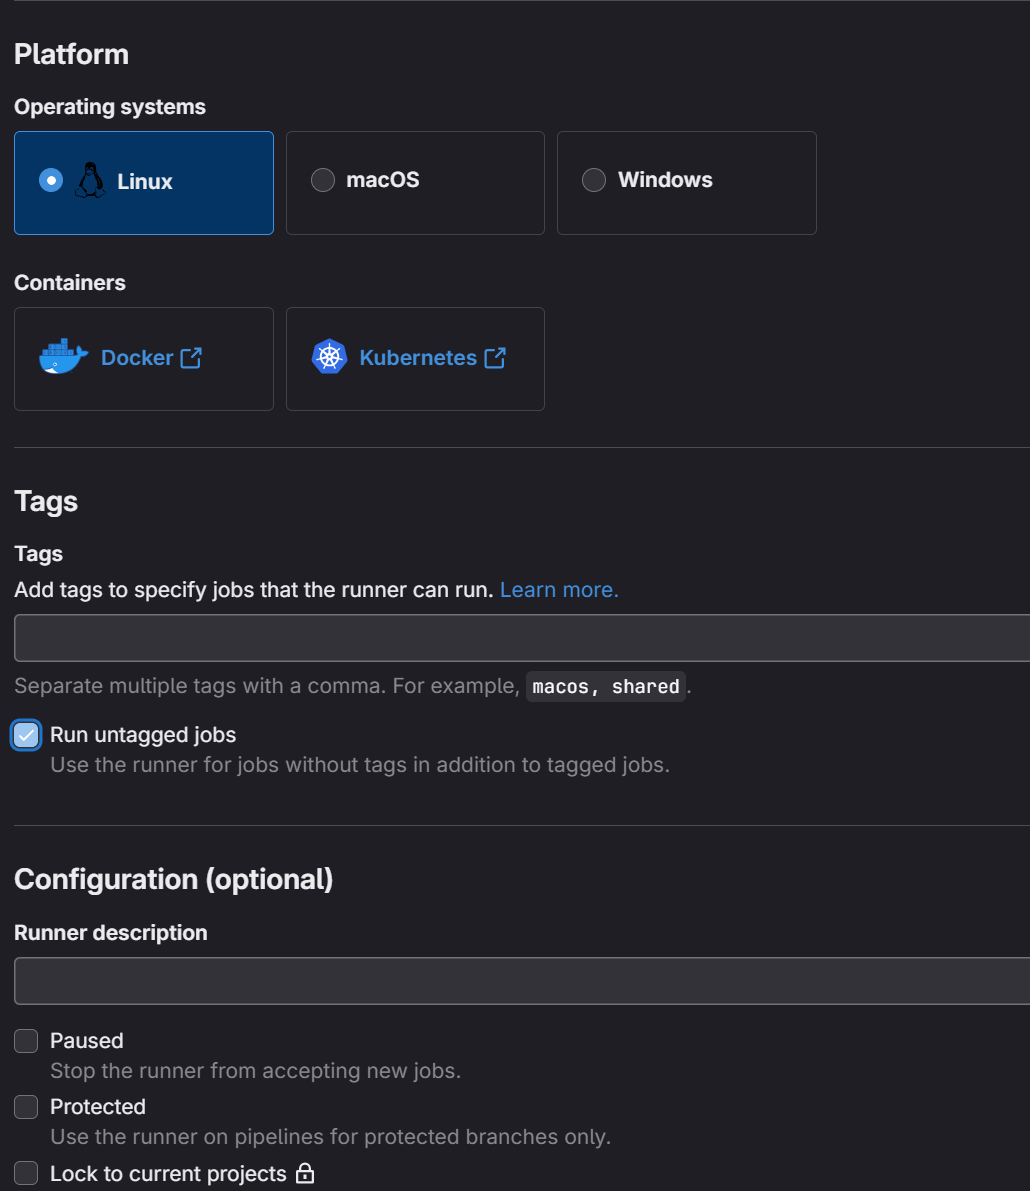 Platform
Operating systems
Linux
macOS
Windows
Containers
Docker
Kubernetes
Tags
Tags
Add tags to specify jobs that the runner can run. Learn more.
Separate multiple tags with a comma. For example, macos, shared.
Run untagged jobs
Use the runner for jobs without tags in addition to tagged jobs.
Configuration (optional)
Runner description
Paused
Stop the runner from accepting new jobs.
Protected
Use the runner on pipelines for protected branches only.
Lock to current projects